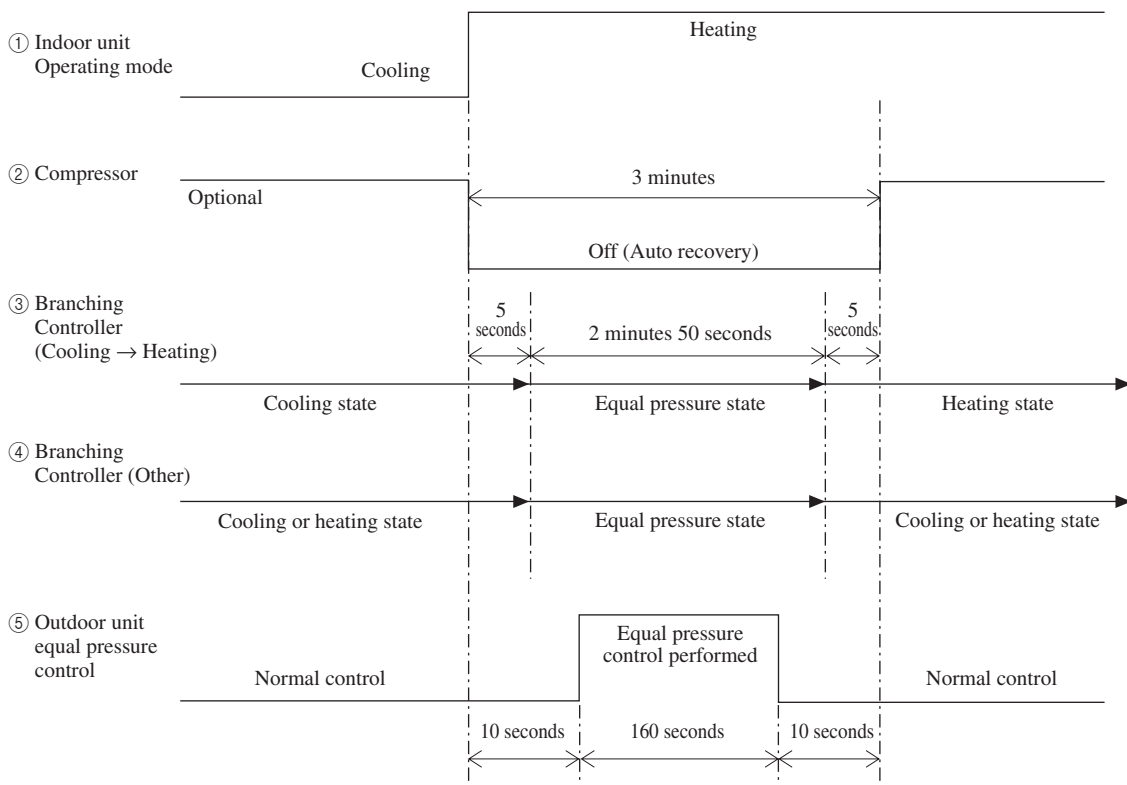 ① Indoor unit
Operating mode
Cooling
Heating
② Compressor
Optional
3 minutes
Off (Auto recovery)
③ Branching
Controller
(Cooling → Heating)
5
seconds
2 minutes 50 seconds
5
seconds
Cooling state
Equal pressure state
Heating state
④ Branching
Controller (Other)
Cooling or heating state
Equal pressure state
Cooling or heating state
⑤ Outdoor unit
equal pressure
control
Normal control
Equal pressure
control performed
Normal control
10 seconds
160 seconds
10 seconds